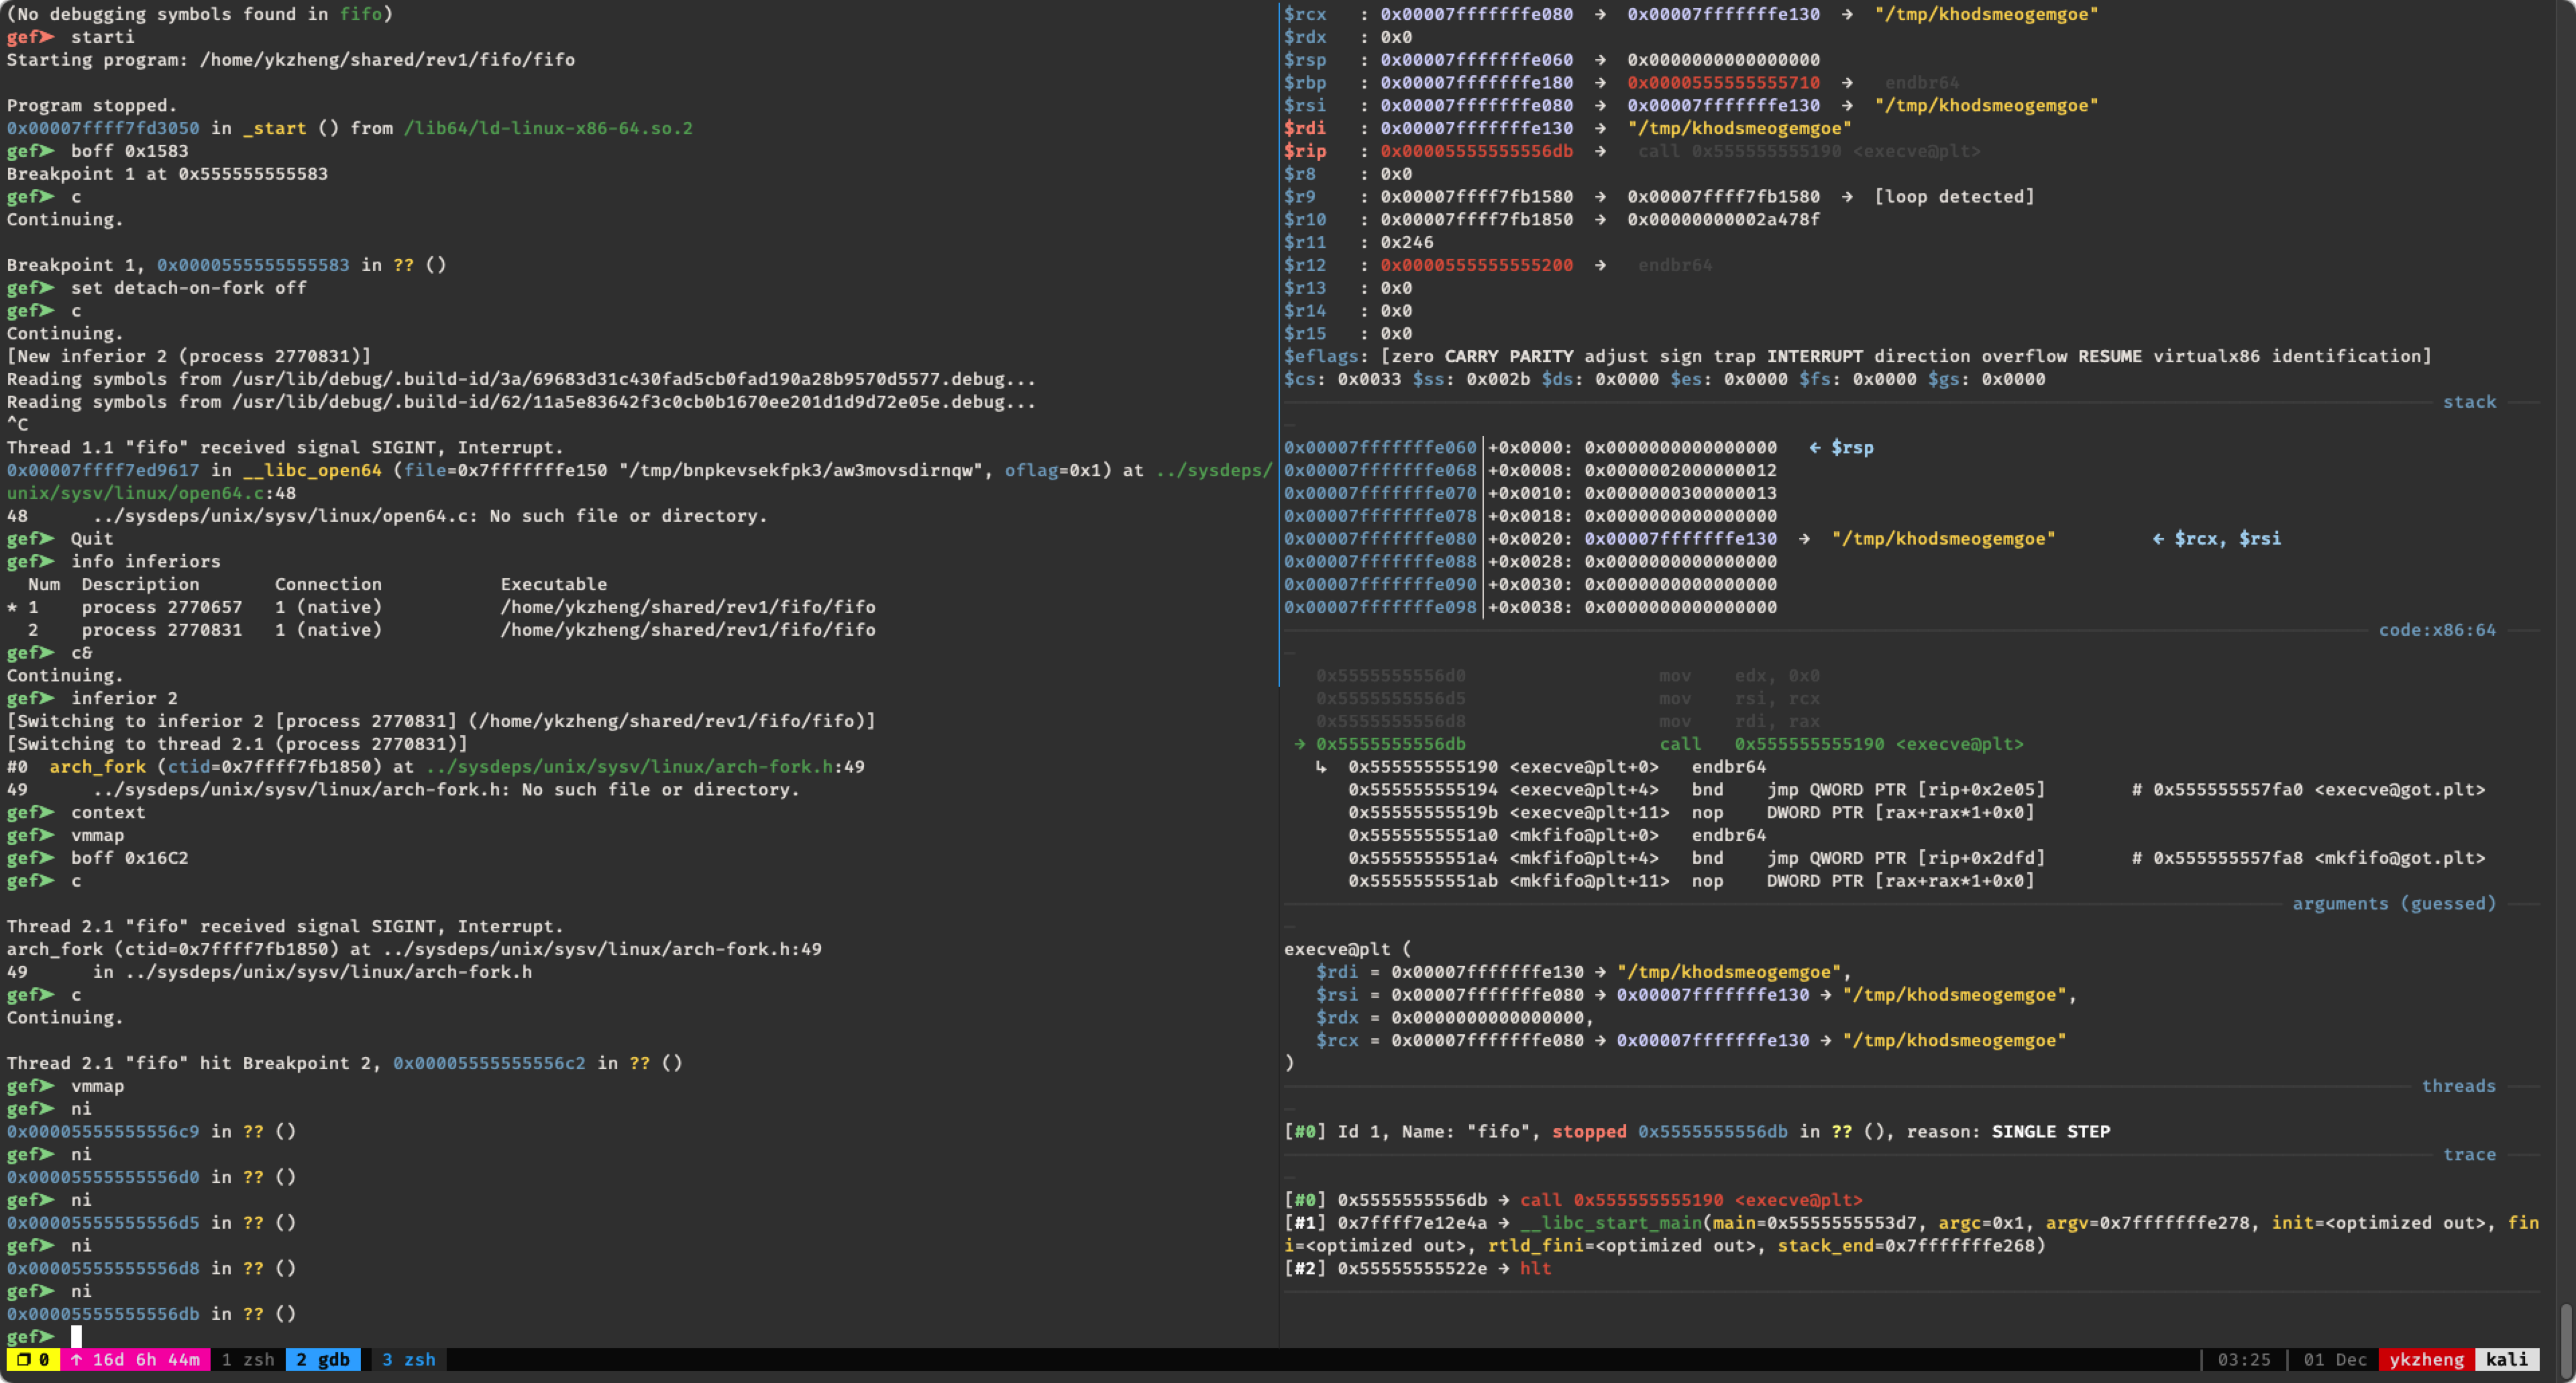 (No debugging symbols found in fifo)
gef➤  starti
Starting program: /home/ykzheng/shared/rev1/fifo/fifo
Program stopped.
0x00007ffff7fd3050 in _start () from /lib64/ld-linux-x86-64.so.2
gef➤  boff 0x1583
Breakpoint 1 at 0x555555555583
gef➤  c
Continuing.
Breakpoint 1, 0x0000555555555583 in ?? ()
gef➤  set detach-on-fork off
gef➤  c
Continuing.
[New inferior 2 (process 2770831)]
Reading symbols from /usr/lib/debug/.build-id/3a/69683d31c430fad5cb0fad190a28b9570d5577.debug...
Reading symbols from /usr/lib/debug/.build-id/62/11a5e83642f3c0cb0b1670ee201d1d9d72e05e.debug...
^C
Thread 1.1 "fifo" received signal SIGINT, Interrupt.
0x00007ffff7ed9617 in __libc_open64 (file=0x7fffffffe150 "/tmp/bnpkevsekfpk3/aw3movsdirnqw", oflag=0x1) at ../sysdeps/
unix/sysv/linux/open64.c:48
48      ../sysdeps/unix/sysv/linux/open64.c: No such file or directory.
gef➤  Quit
gef➤  info inferiors
  Num  Description       Connection           Executable
* 1    process 2770657   1 (native)           /home/ykzheng/shared/rev1/fifo/fifo
  2    process 2770831   1 (native)           /home/ykzheng/shared/rev1/fifo/fifo
gef➤  c&
Continuing.
gef➤  inferior 2
[Switching to inferior 2 [process 2770831] (/home/ykzheng/shared/rev1/fifo/fifo)]
[Switching to thread 2.1 (process 2770831)]
#0  arch_fork (ctid=0x7ffff7fb1850) at ../sysdeps/unix/sysv/linux/arch-fork.h:49
49      ../sysdeps/unix/sysv/linux/arch-fork.h: No such file or directory.
gef➤  context
gef➤  vmmap
gef➤  boff 0x16C2
gef➤  c
Thread 2.1 "fifo" received signal SIGINT, Interrupt.
arch_fork (ctid=0x7ffff7fb1850) at ../sysdeps/unix/sysv/linux/arch-fork.h:49
49      in ../sysdeps/unix/sysv/linux/arch-fork.h
gef➤  c
Continuing.
Thread 2.1 "fifo" hit Breakpoint 2, 0x00005555555556c2 in ?? ()
gef➤  vmmap
gef➤  ni
0x00005555555556c9 in ?? ()
gef➤  ni
0x00005555555556d0 in ?? ()
gef➤  ni
0x00005555555556d5 in ?? ()
gef➤  ni
0x00005555555556d8 in ?? ()
gef➤  ni
0x00005555555556db in ?? ()
gef➤
$rcx   : 0x00007fffffffe080  →  0x00007fffffffe130  →  "/tmp/khodsmeogemgoe"
$rdx   : 0x0
$rsp   : 0x00007fffffffe060  →  0x0000000000000000
$rbp   : 0x00007fffffffe180  →  0x0000555555555710  →   endbr64
$rsi   : 0x00007fffffffe080  →  0x00007fffffffe130  →  "/tmp/khodsmeogemgoe"
$rdi   : 0x00007fffffffe130  →  "/tmp/khodsmeogemgoe"
$rip   : 0x00005555555556db  →   call 0x555555555190 <execve@plt>
$r8    : 0x0
$r9    : 0x00007ffff7fb1580  →  0x00007ffff7fb1580  →  [loop detected]
$r10   : 0x00007ffff7fb1850  →  0x00000000002a478f
$r11   : 0x246
$r12   : 0x0000555555555200  →   endbr64
$r13   : 0x0
$r14   : 0x0
$r15   : 0x0
$eflags: [zero CARRY PARITY adjust sign trap INTERRUPT direction overflow RESUME virtualx86 identification]
$cs: 0x0033 $ss: 0x002b $ds: 0x0000 $es: 0x0000 $fs: 0x0000 $gs: 0x0000
stack
0x00007fffffffe060│+0x0000: 0x0000000000000000   ← $rsp
0x00007fffffffe068│+0x0008: 0x0000002000000012
0x00007fffffffe070│+0x0010: 0x0000000300000013
0x00007fffffffe078│+0x0018: 0x0000000000000000
0x00007fffffffe080│+0x0020: 0x00007fffffffe130  →  "/tmp/khodsmeogemgoe"         ← $rcx, $rsi
0x00007fffffffe088│+0x0028: 0x0000000000000000
0x00007fffffffe090│+0x0030: 0x0000000000000000
0x00007fffffffe098│+0x0038: 0x0000000000000000
code:x86:64
0x5555555556d0                  mov    edx, 0x0
0x5555555556d5                  mov    rsi, rcx
0x5555555556d8                  mov    rdi, rax
→ 0x5555555556db                  call   0x555555555190 <execve@plt>
↳  0x555555555190 <execve@plt+0>   endbr64
0x555555555194 <execve@plt+4>   bnd    jmp QWORD PTR [rip+0x2e05]        # 0x555555557fa0 <execve@got.plt>
0x55555555519b <execve@plt+11>  nop    DWORD PTR [rax+rax*1+0x0]
0x5555555551a0 <mkfifo@plt+0>   endbr64
0x5555555551a4 <mkfifo@plt+4>   bnd    jmp QWORD PTR [rip+0x2dfd]        # 0x555555557fa8 <mkfifo@got.plt>
0x5555555551ab <mkfifo@plt+11>  nop    DWORD PTR [rax+rax*1+0x0]
arguments (guessed)
execve@plt (
$rdi = 0x00007fffffffe130 → "/tmp/khodsmeogemgoe",
$rsi = 0x00007fffffffe080 → 0x00007fffffffe130 → "/tmp/khodsmeogemgoe",
$rdx = 0x0000000000000000,
$rcx = 0x00007fffffffe080 → 0x00007fffffffe130 → "/tmp/khodsmeogemgoe"
)
threads
[#0] Id 1, Name: "fifo", stopped 0x5555555556db in ?? (), reason: SINGLE STEP
trace
[#0] 0x5555555556db → call 0x555555555190 <execve@plt>
[#1] 0x7ffff7e12e4a → __libc_start_main(main=0x5555555553d7, argc=0x1, argv=0x7fffffffe278, init=<optimized out>, fin
i=<optimized out>, rtld_fini=<optimized out>, stack_end=0x7fffffffe268)
[#2] 0x55555555522e → hlt
❐ 0  ↑ 16d 6h 44m  1 zsh  2 gdb  3 zsh  | 03:25 | 01 Dec  ykzheng  kali